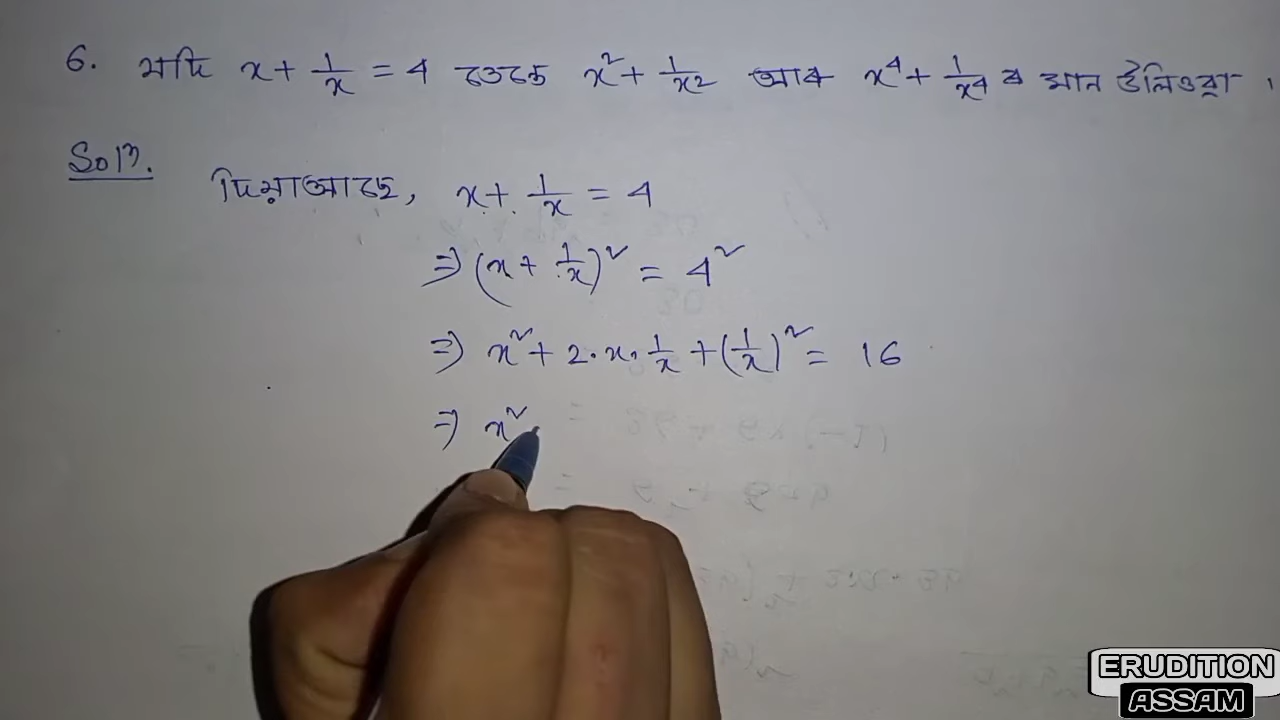 6. যদি x + 1/x = 4 তেতে x² + 1/x² আৰু x⁴ + 1/x⁴ ৰ মান উলিওৱা ।
Solⁿ.
দিয়াআছে, x + 1/x = 4
⇒ (x + 1/x)² = 4²
⇒ x² + 2·x·1/x + (1/x)² = 16
⇒ x²
ERUDITION
ASSAM